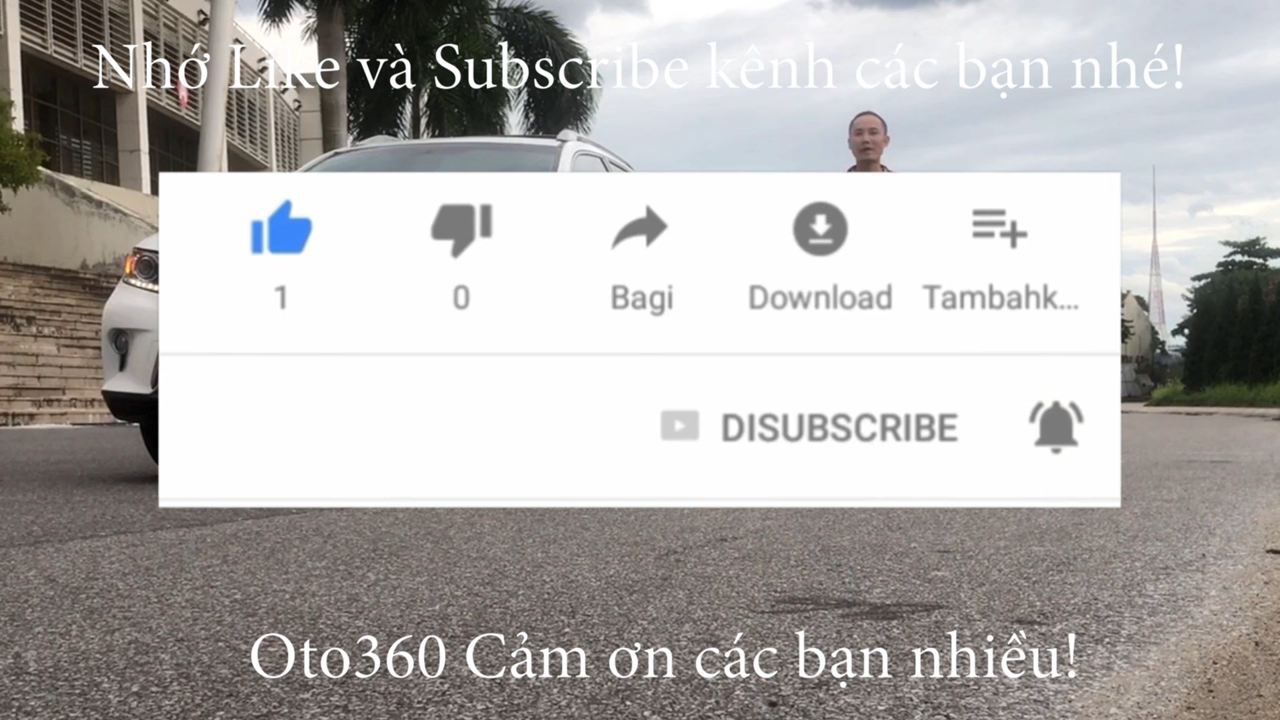 Nhớ Like và Subscribe kênh các bạn nhé!
1 0 Bagi Download Tambahk...
DISUBSCRIBE
Oto360 Cảm ơn các bạn nhiều!